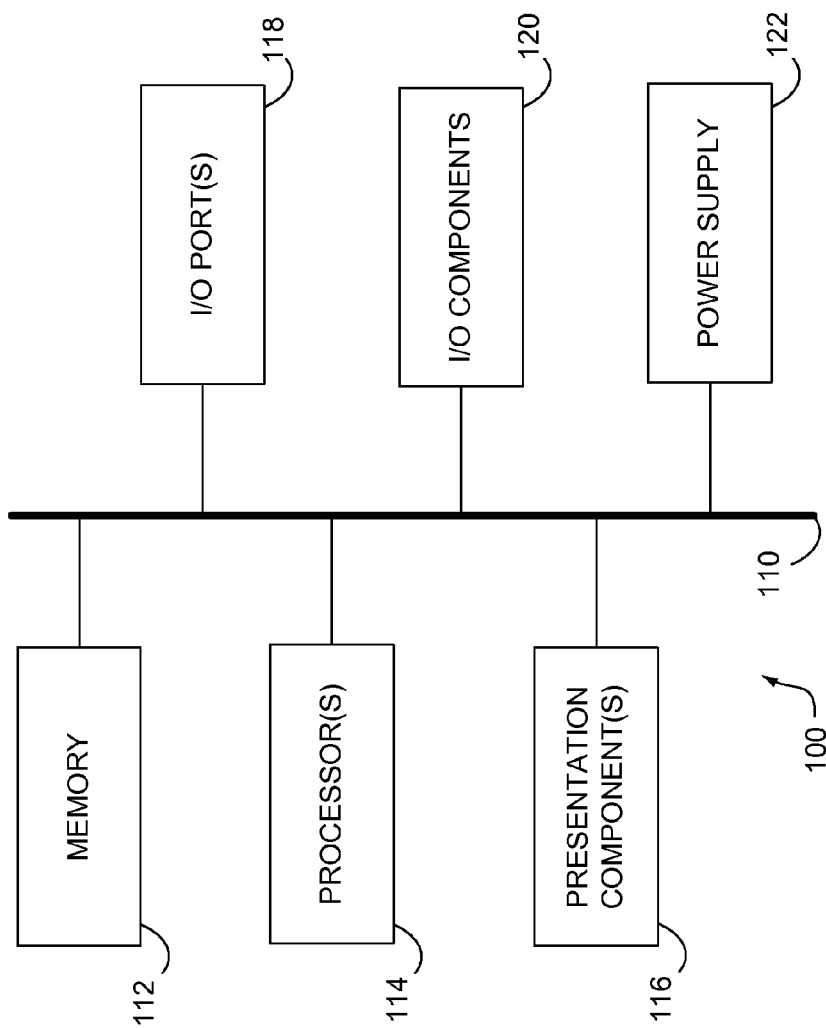 MEMORY
112
PROCESSOR(S)
114
PRESENTATION
COMPONENT(S)
116
I/O PORT(S)
118
I/O COMPONENTS
120
POWER SUPPLY
122
110
100